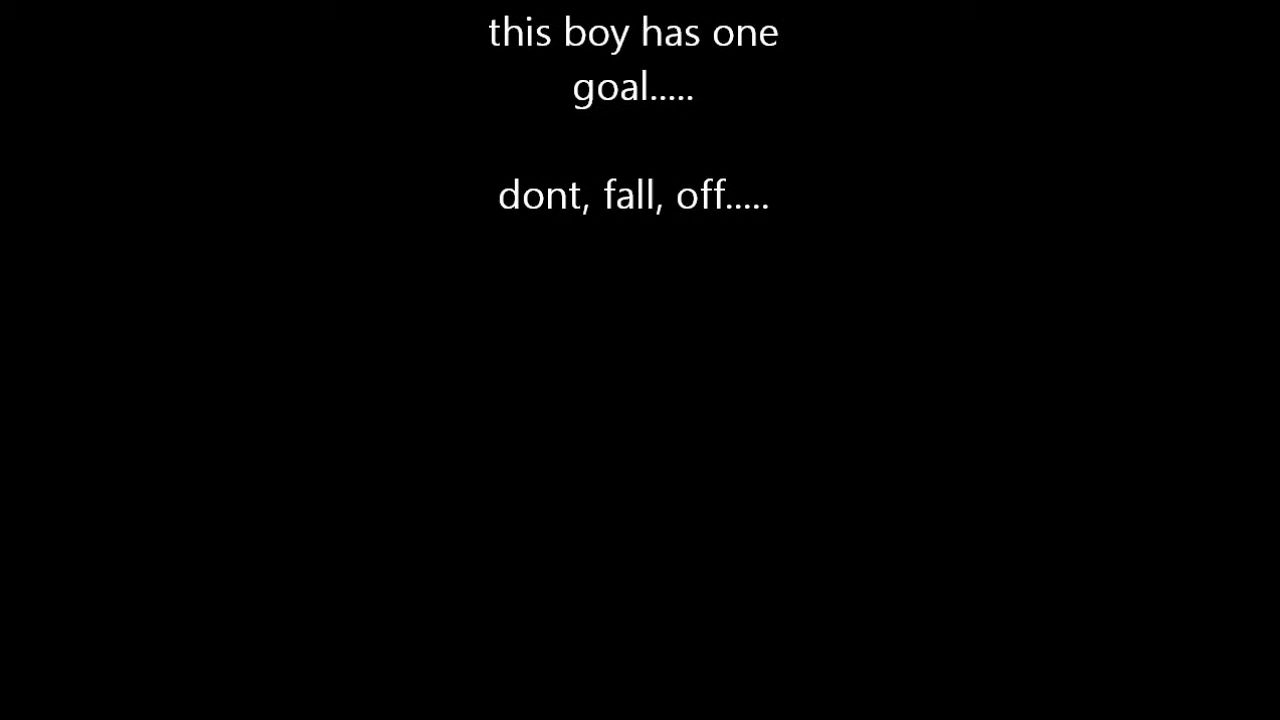 this boy has one
goal.....
dont, fall, off.....